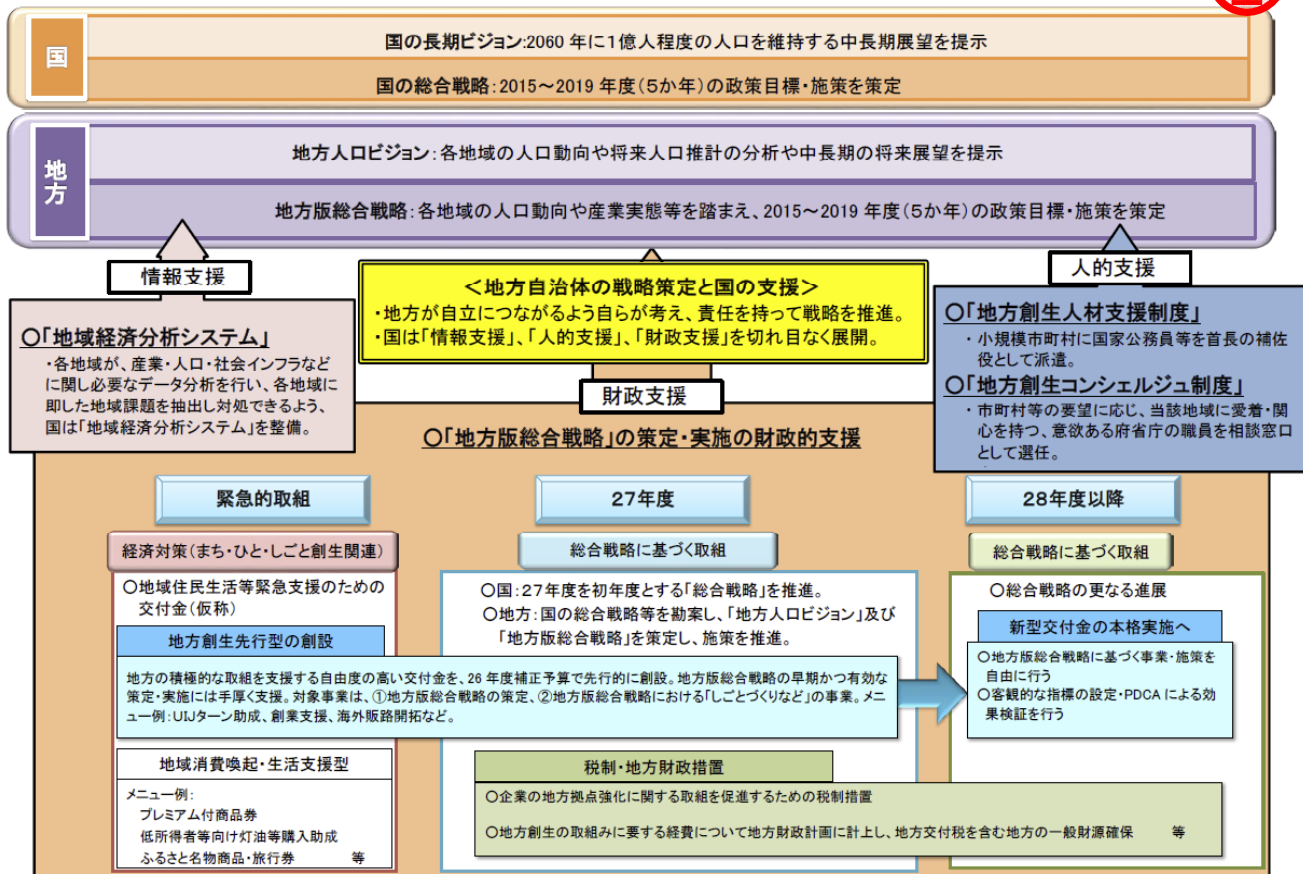 国
国の長期ビジョン:2060 年に1億人程度の人口を維持する中長期展望を提示
国の総合戦略:2015～2019 年度(5か年)の政策目標・施策を策定
地方
地方人口ビジョン:各地域の人口動向や将来人口推計の分析や中長期の将来展望を提示
地方版総合戦略:各地域の人口動向や産業実態等を踏まえ、2015～2019 年度(5か年)の政策目標・施策を策定
情報支援
○「地域経済分析システム」
・各地域が、産業・人口・社会インフラなど
に関し必要なデータ分析を行い、各地域に
即した地域課題を抽出し対処できるよう、
国は「地域経済分析システム」を整備。
＜地方自治体の戦略策定と国の支援＞
・地方が自立につながるよう自らが考え、責任を持って戦略を推進。
・国は「情報支援」、「人的支援」、「財政支援」を切れ目なく展開。
人的支援
○「地方創生人材支援制度」
・小規模市町村に国家公務員等を首長の補佐
役として派遣。
○「地方創生コンシェルジュ制度」
・市町村等の要望に応じ、当該地域に愛着・関
心を持つ、意欲ある府省庁の職員を相談窓口
として選任。
財政支援
○「地方版総合戦略」の策定・実施の財政的支援
緊急的取組
経済対策(まち・ひと・しごと創生関連)
○地域住民生活等緊急支援のための
交付金(仮称)
地方創生先行型の創設
地方の積極的な取組を支援する自由度の高い交付金を、26 年度補正予算で先行的に創設。地方版総合戦略の早期かつ有効な
策定・実施には手厚く支援。対象事業は、①地方版総合戦略の策定、②地方版総合戦略における「しごとづくりなど」の事業。メニ
ュー例:UIJターン助成、創業支援、海外販路開拓など。
地域消費喚起・生活支援型
メニュー例:
プレミアム付商品券
低所得者等向け灯油等購入助成
ふるさと名物商品・旅行券 等
27年度
総合戦略に基づく取組
○国:27年度を初年度とする「総合戦略」を推進。
○地方:国の総合戦略等を勘案し、「地方人口ビジョン」及び
「地方版総合戦略」を策定し、施策を推進。
税制・地方財政措置
○企業の地方拠点強化に関する取組を促進するための税制措置
○地方創生の取組みに要する経費について地方財政計画に計上し、地方交付税を含む地方の一般財源確保 等
28年度以降
総合戦略に基づく取組
○総合戦略の更なる進展
新型交付金の本格実施へ
○地方版総合戦略に基づく事業・施策を
自由に行う
○客観的な指標の設定・PDCA による効
果検証を行う